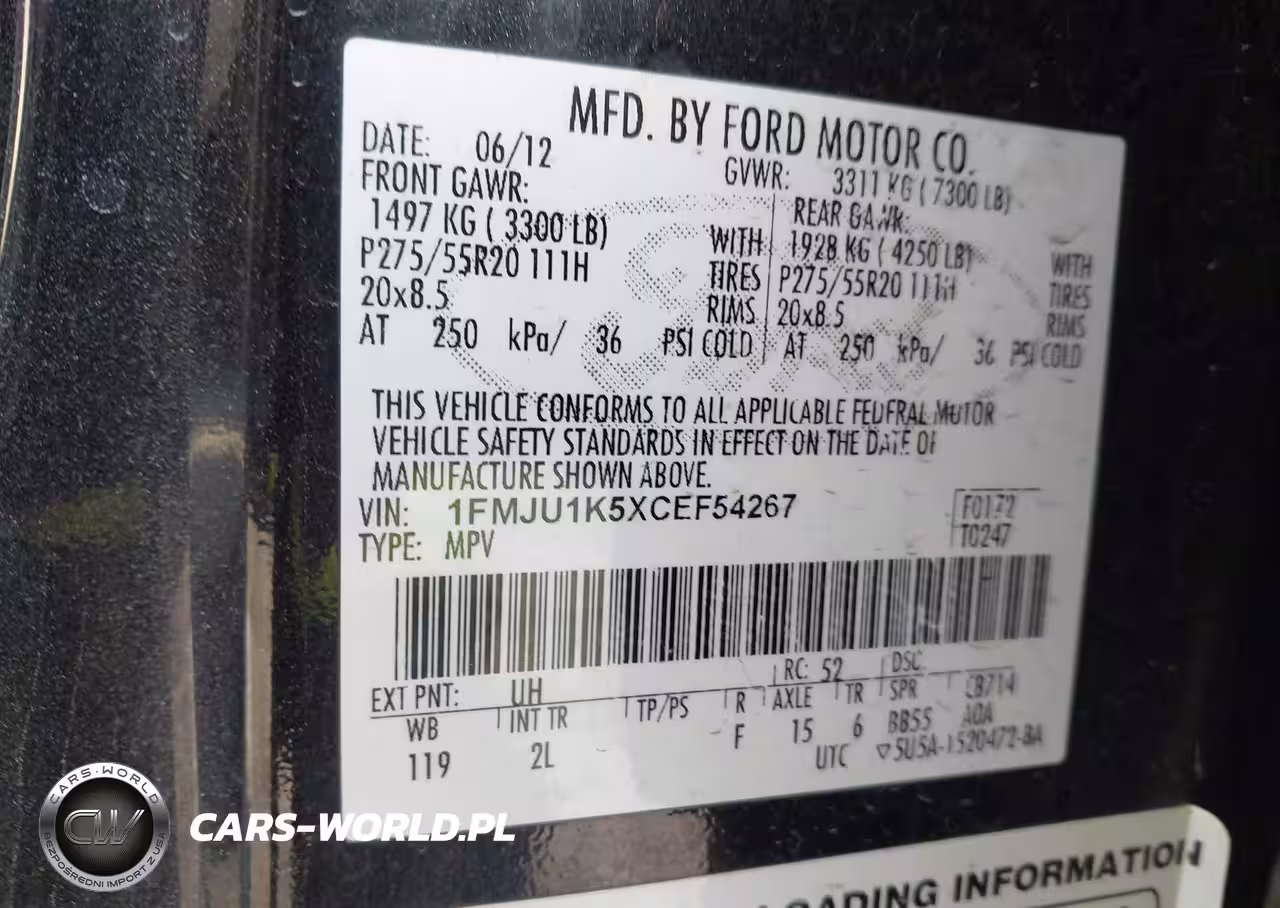 MFD. BY FORD MOTOR CO.
DATE: 06/12 GVWR: 3311 KG ( 7300 LB)
FRONT GAWR: REAR GAWR:
1497 KG ( 3300 LB) WITH 1928 KG ( 4250 LB) WITH
P275/55R20 111H TIRES P275/55R20 111H TIRES
20x8.5 RIMS 20x8.5 RIMS
AT 250 kPa/ 36 PSI COLD AT 250 kPa/ 36 PSI COLD
THIS VEHICLE CONFORMS TO ALL APPLICABLE FEDERAL MOTOR
VEHICLE SAFETY STANDARDS IN EFFECT ON THE DATE OF
MANUFACTURE SHOWN ABOVE.
VIN: 1FMJU1K5XCEF54267 F0172
TYPE: MPV T0247
EXT PNT: UH RC: 52 DSC:
WB INT TR TP/PS R AXLE TR SPR CB714
119 2L F 15 6 BB55 AOA
UTC ▽5U5A-1520472-BA
LOADING INFORMATION
CARS-WORLD
CW
BEZPOŚREDNI IMPORT Z USA
CARS-WORLD.PL